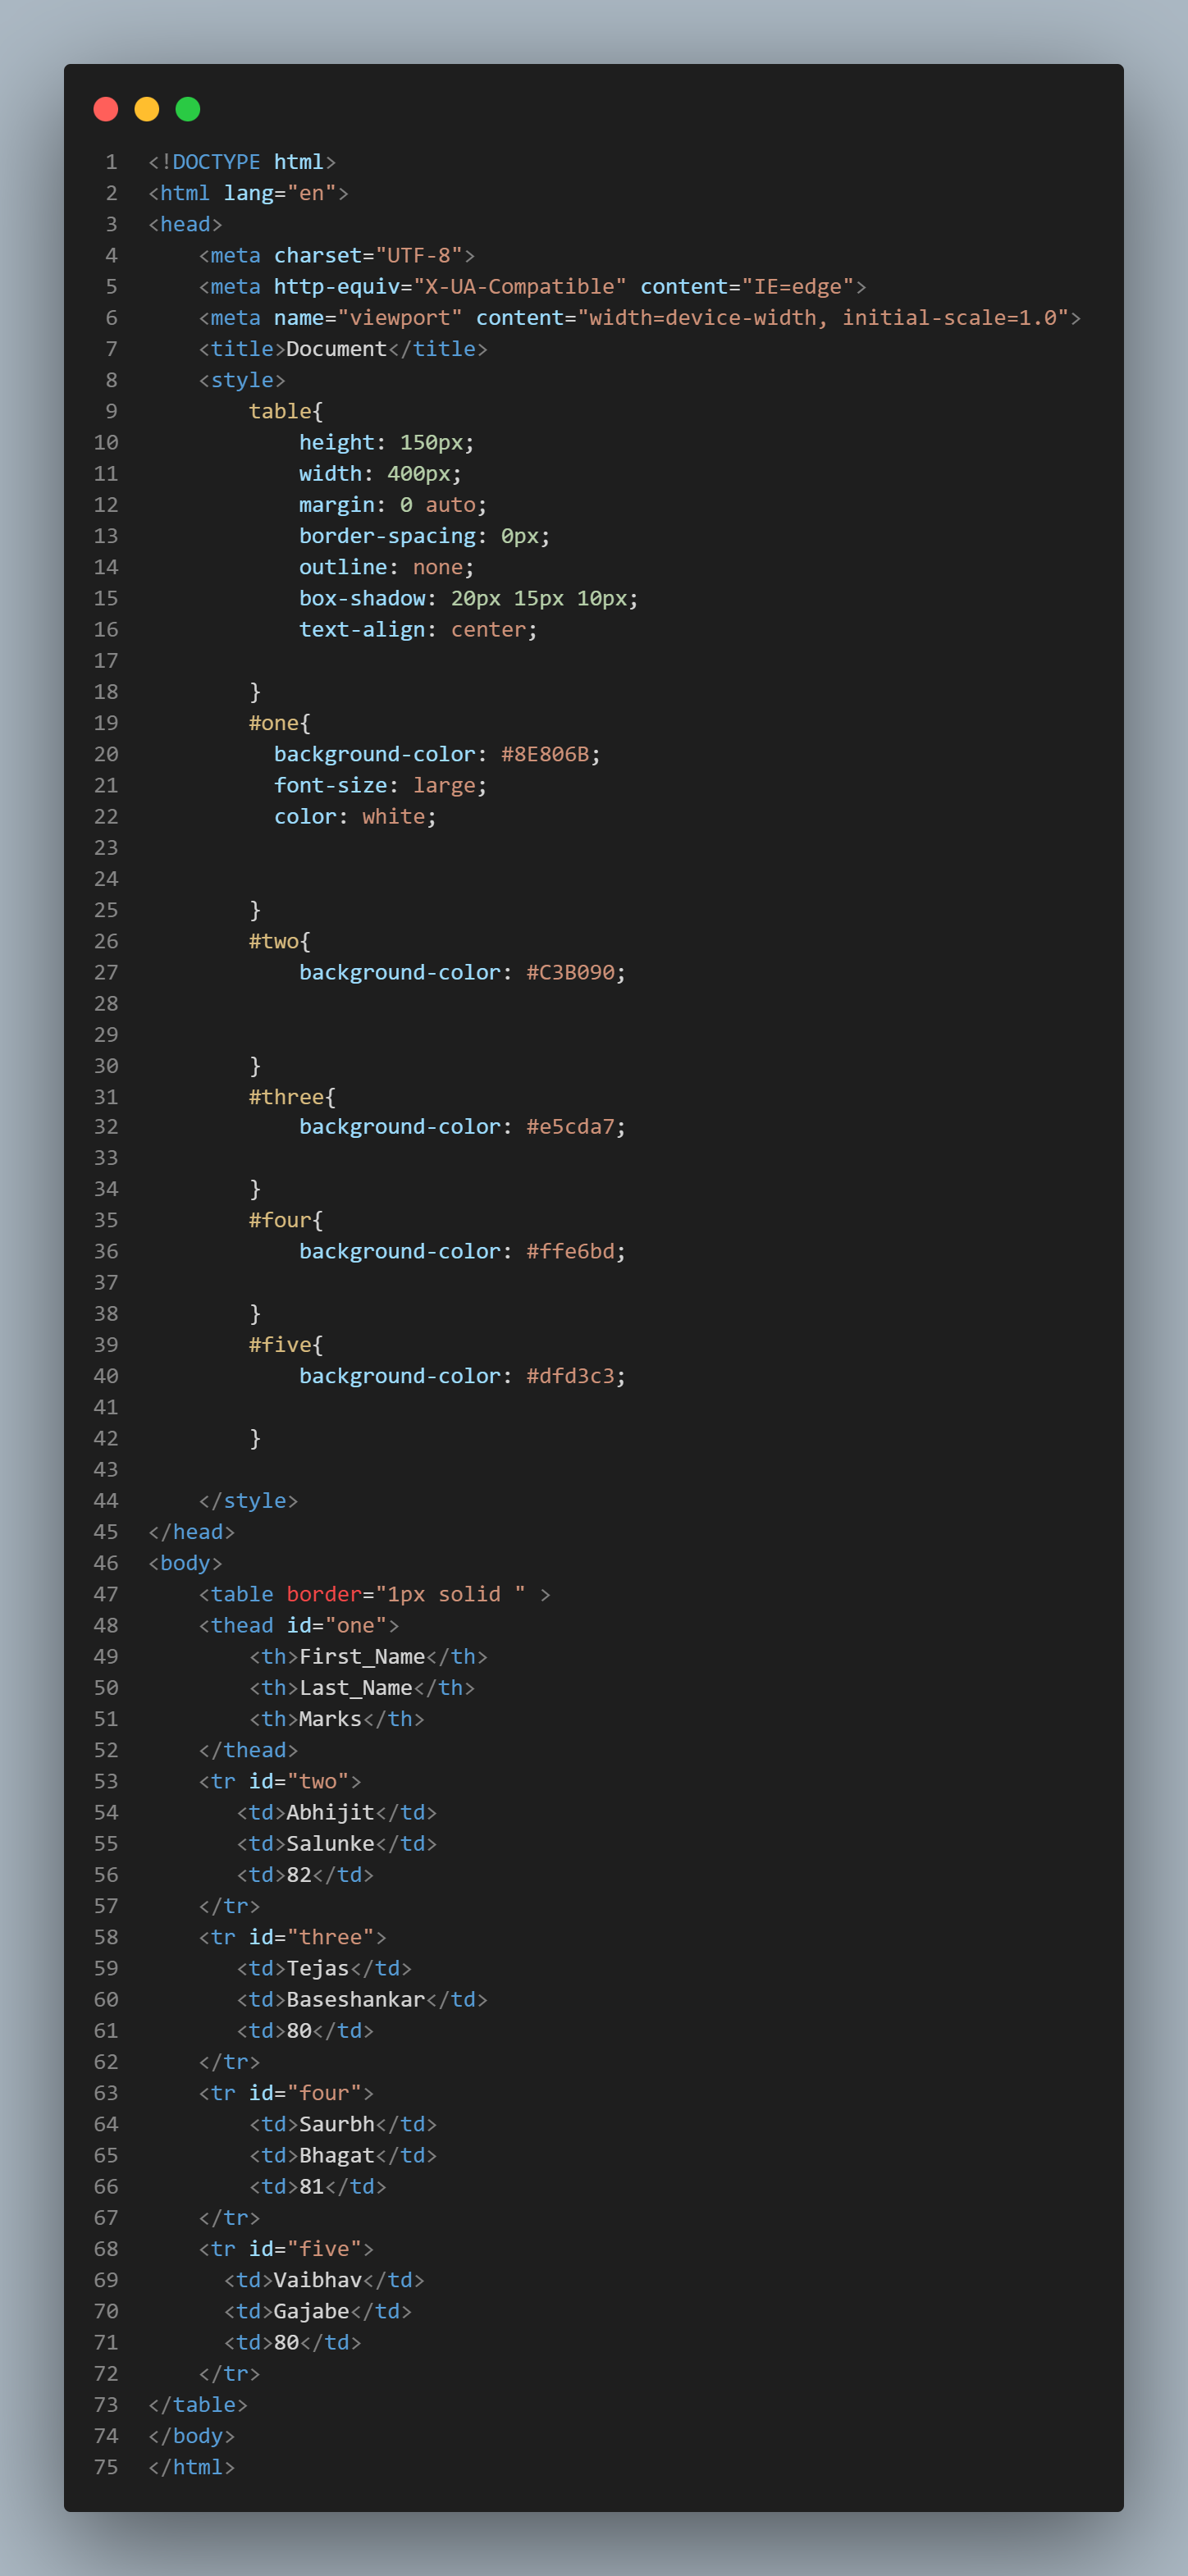 1 <!DOCTYPE html>
2 <html lang="en">
3 <head>
4     <meta charset="UTF-8">
5     <meta http-equiv="X-UA-Compatible" content="IE=edge">
6     <meta name="viewport" content="width=device-width, initial-scale=1.0">
7     <title>Document</title>
8     <style>
9         table{
10             height: 150px;
11             width: 400px;
12             margin: 0 auto;
13             border-spacing: 0px;
14             outline: none;
15             box-shadow: 20px 15px 10px;
16             text-align: center;
17
18         }
19         #one{
20           background-color: #8E806B;
21           font-size: large;
22           color: white;
23
24
25         }
26         #two{
27             background-color: #C3B090;
28
29
30         }
31         #three{
32             background-color: #e5cda7;
33
34         }
35         #four{
36             background-color: #ffe6bd;
37
38         }
39         #five{
40             background-color: #dfd3c3;
41
42         }
43
44     </style>
45 </head>
46 <body>
47     <table border="1px solid " >
48     <thead id="one">
49         <th>First_Name</th>
50         <th>Last_Name</th>
51         <th>Marks</th>
52     </thead>
53     <tr id="two">
54        <td>Abhijit</td>
55        <td>Salunke</td>
56        <td>82</td>
57     </tr>
58     <tr id="three">
59        <td>Tejas</td>
60        <td>Baseshankar</td>
61        <td>80</td>
62     </tr>
63     <tr id="four">
64         <td>Saurbh</td>
65         <td>Bhagat</td>
66         <td>81</td>
67     </tr>
68     <tr id="five">
69       <td>Vaibhav</td>
70       <td>Gajabe</td>
71       <td>80</td>
72     </tr>
73 </table>
74 </body>
75 </html>